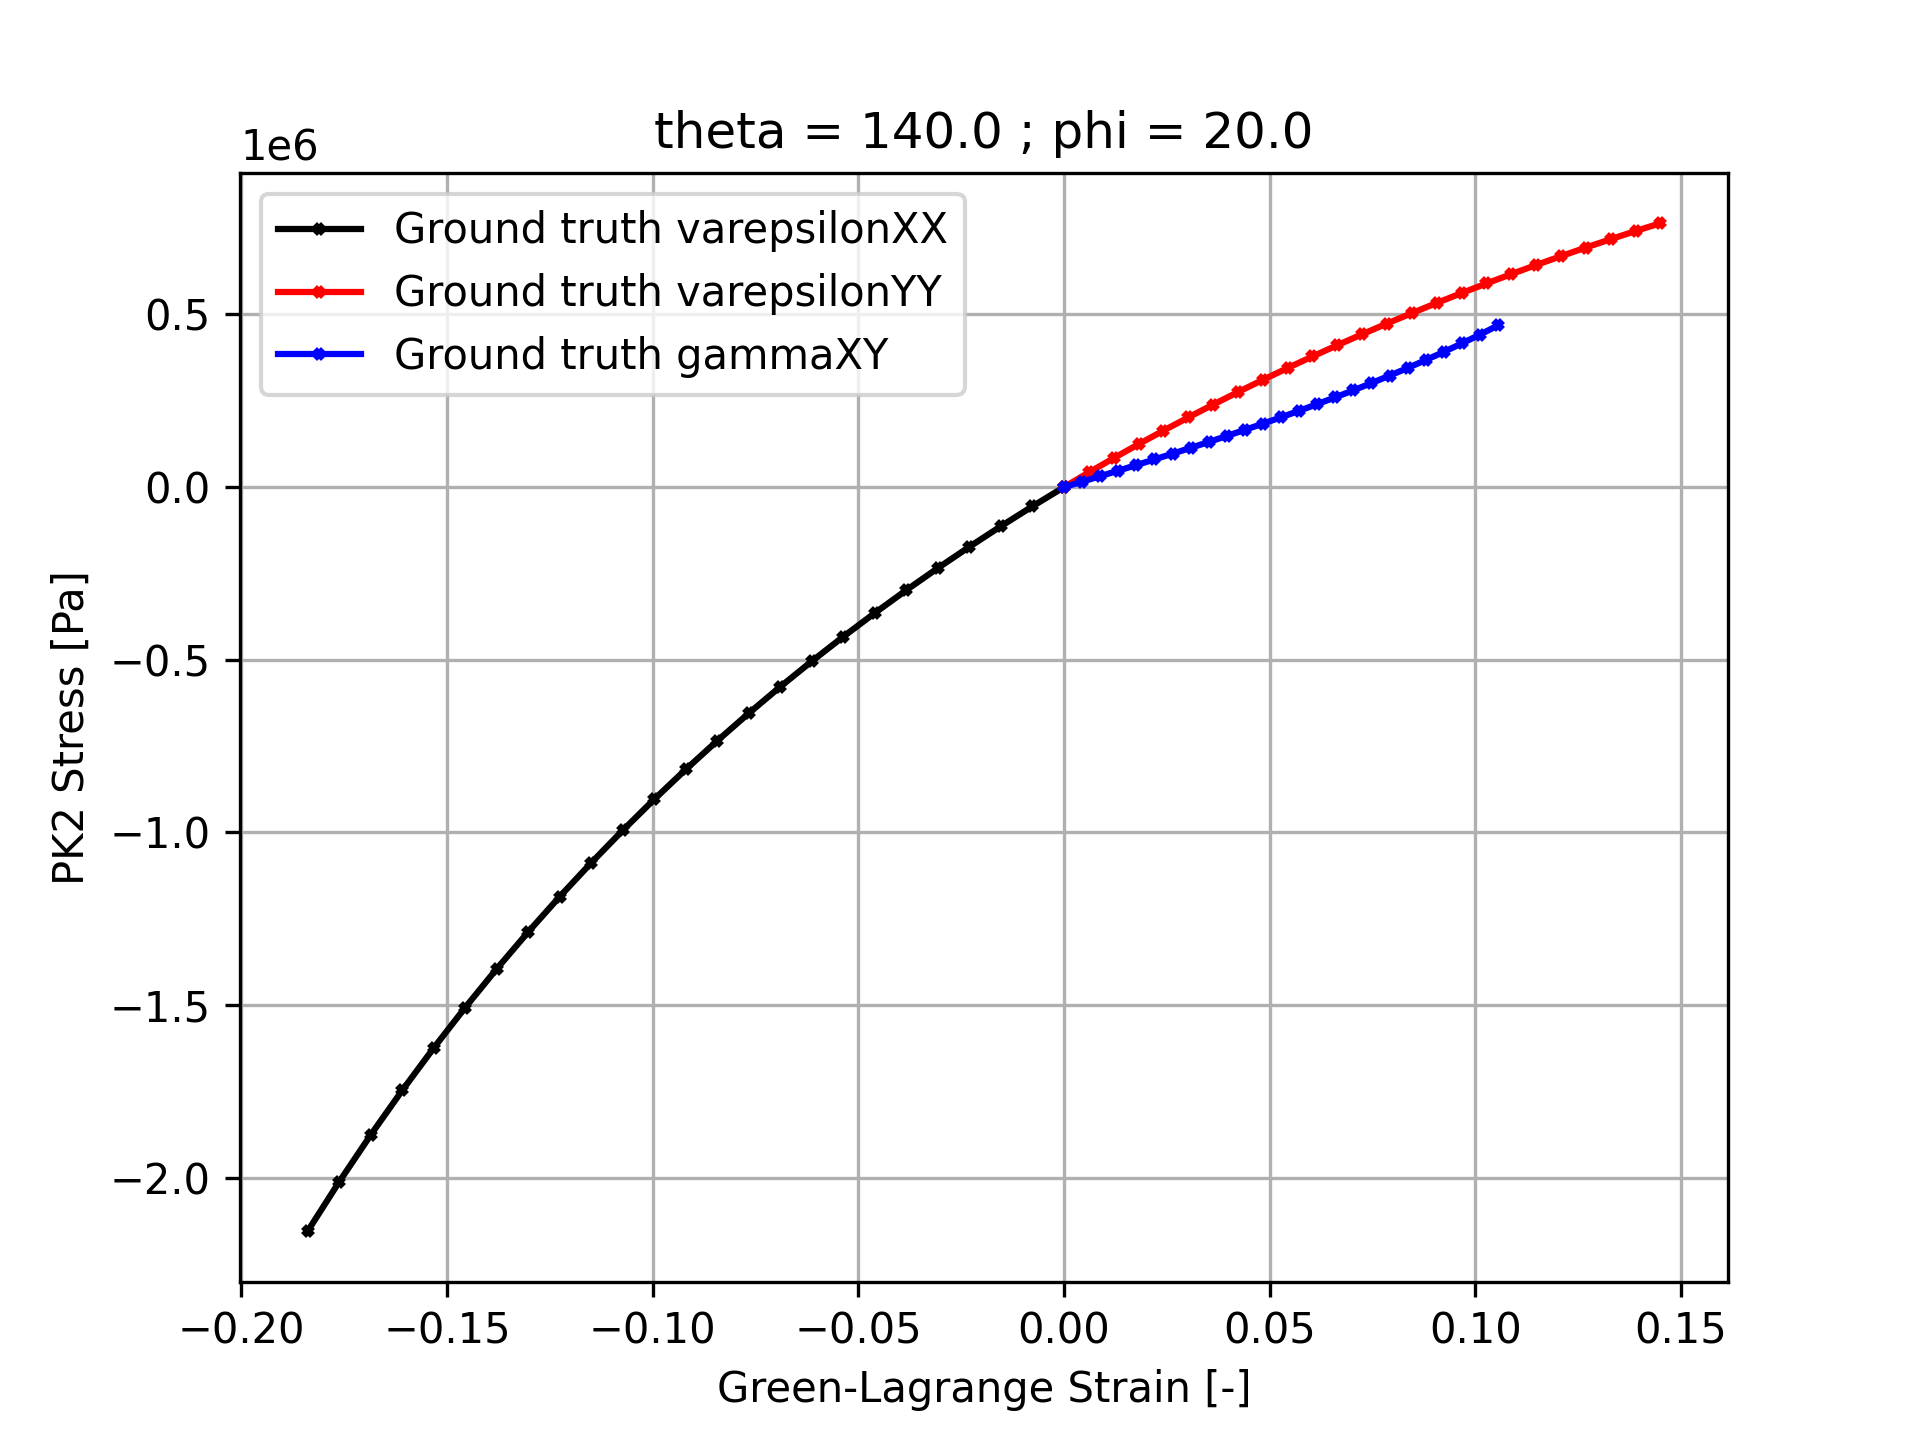 theta = 140.0 ; phi = 20.0
1e6
Ground truth varepsilonXX
Ground truth varepsilonYY
Ground truth gammaXY
0.5
0.0
−0.5
−1.0
−1.5
−2.0
PK2 Stress [Pa]
−0.20 −0.15 −0.10 −0.05 0.00 0.05 0.10 0.15
Green-Lagrange Strain [-]